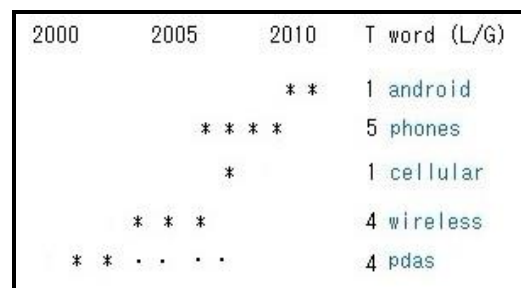 2000 2005 2010 T word (L/G)
* * 1 android
* * * * 5 phones
* 1 cellular
* * * 4 wireless
* * · · · · 4 pdas